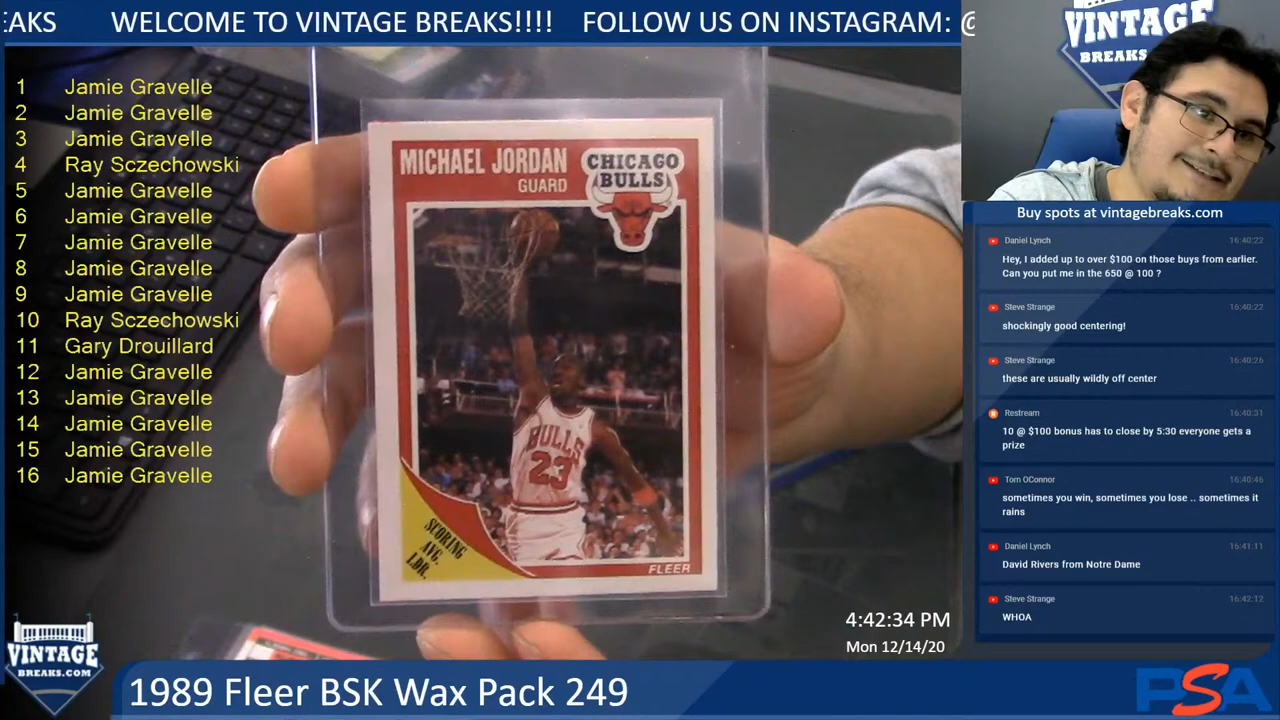 EAKS WELCOME TO VINTAGE BREAKS!!!! FOLLOW US ON INSTAGRAM: @
1 Jamie Gravelle
2 Jamie Gravelle
3 Jamie Gravelle
4 Ray Sczechowski
5 Jamie Gravelle
6 Jamie Gravelle
7 Jamie Gravelle
8 Jamie Gravelle
9 Jamie Gravelle
10 Ray Sczechowski
11 Gary Drouillard
12 Jamie Gravelle
13 Jamie Gravelle
14 Jamie Gravelle
15 Jamie Gravelle
16 Jamie Gravelle
MICHAEL JORDAN
GUARD
CHICAGO
BULLS
BULLS
23
SCORING
AVG.
LDR.
FLEER
VINTAGE
BREAKS
Buy spots at vintagebreaks.com
Daniel Lynch 16:40:22
Hey, I added up to over $100 on those buys from earlier.
Can you put me in the 650 @ 100 ?
Steve Strange 16:40:22
shockingly good centering!
Steve Strange 16:40:26
these are usually wildly off center
Restream 16:40:31
10 @ $100 bonus has to close by 5:30 everyone gets a
prize
Tom OConnor 16:40:46
sometimes you win, sometimes you lose .. sometimes it
rains
Daniel Lynch 16:41:11
David Rivers from Notre Dame
Steve Strange 16:42:12
WHOA
4:42:34 PM
Mon 12/14/20
VINTAGE
BREAKS.COM
1989 Fleer BSK Wax Pack 249
PSA